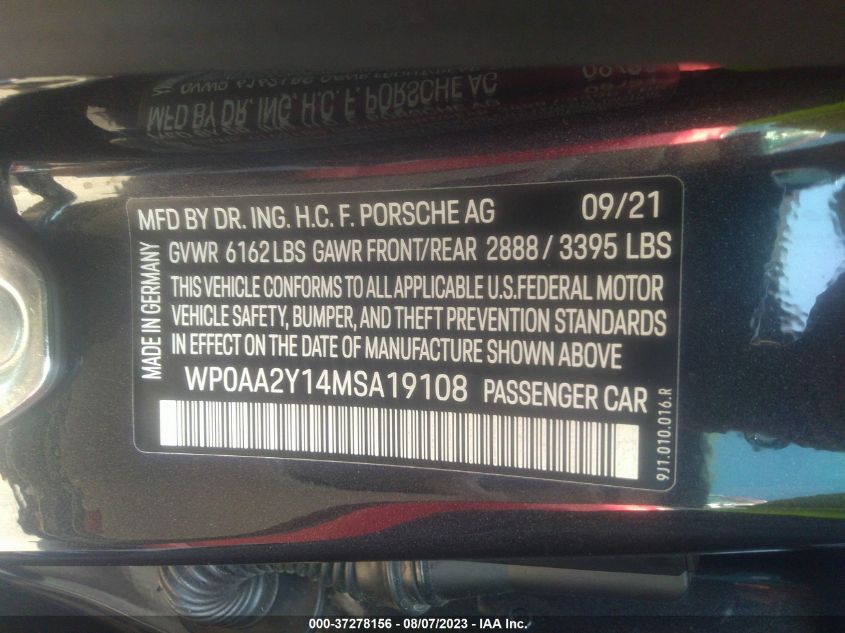 MFD BY DR. ING. H.C. F. PORSCHE AG
MFD BY DR. ING. H.C. F. PORSCHE AG 09/21
GVWR 6162 LBS GAWR FRONT/REAR 2888 / 3395 LBS
THIS VEHICLE CONFORMS TO ALL APPLICABLE U.S.FEDERAL MOTOR
VEHICLE SAFETY, BUMPER, AND THEFT PREVENTION STANDARDS
IN EFFECT ON THE DATE OF MANUFACTURE SHOWN ABOVE
WP0AA2Y14MSA19108 PASSENGER CAR
MADE IN GERMANY
9J1.010.016.R
000-37278156 — 08/07/2023 — IAA Inc.